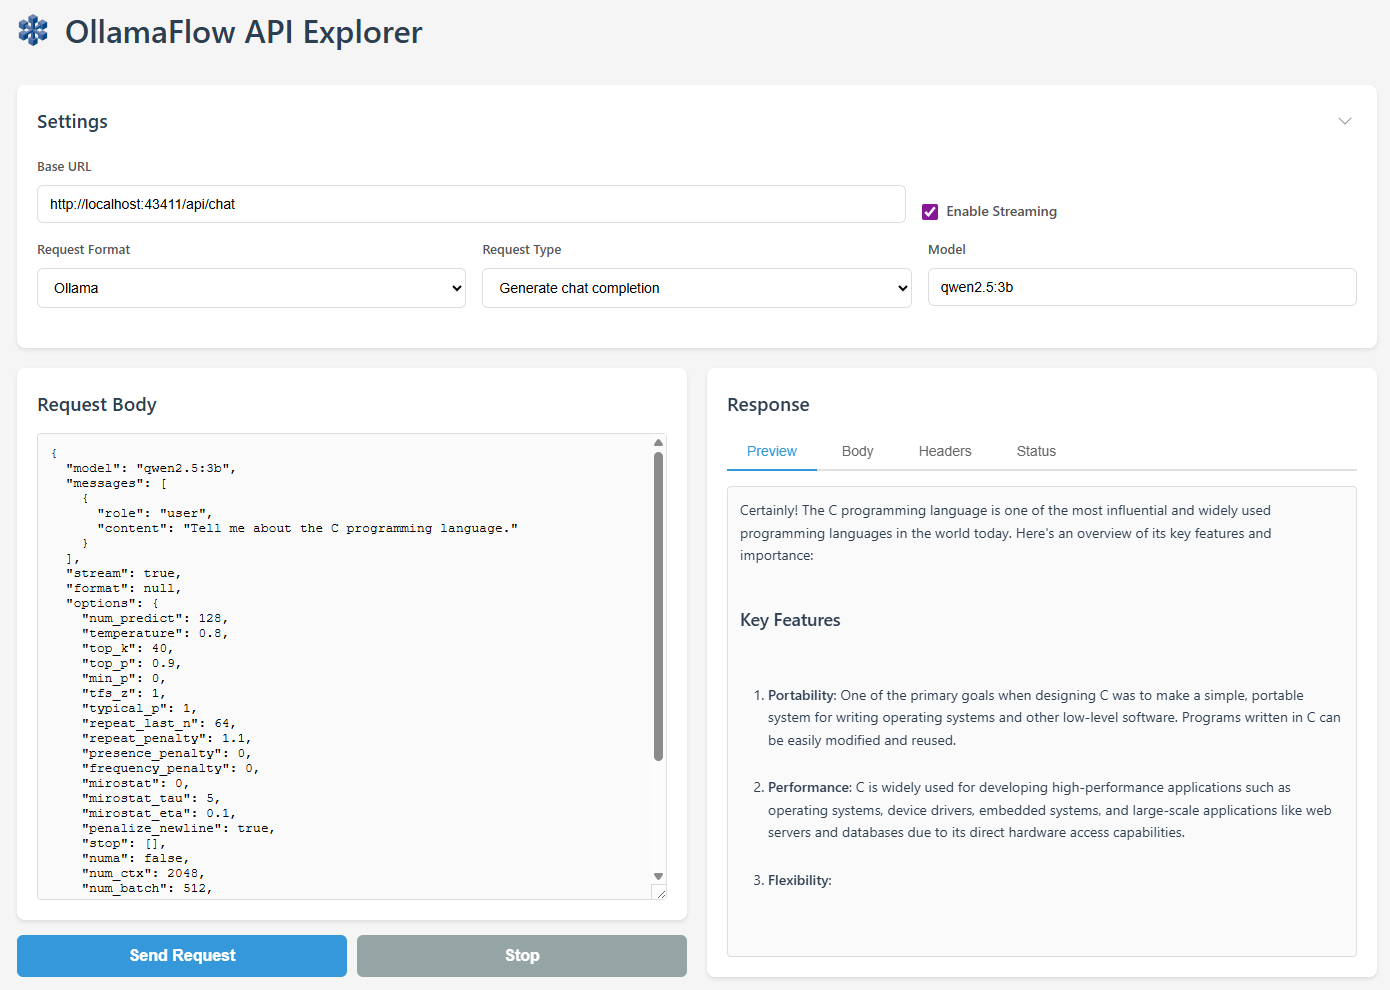 OllamaFlow API Explorer
Settings
Base URL
http://localhost:43411/api/chat
Enable Streaming
Request Format
Request Type
Model
Ollama
Generate chat completion
qwen2.5:3b
Request Body
{
  "model": "qwen2.5:3b",
  "messages": [
    {
      "role": "user",
      "content": "Tell me about the C programming language."
    }
  ],
  "stream": true,
  "format": null,
  "options": {
    "num_predict": 128,
    "temperature": 0.8,
    "top_k": 40,
    "top_p": 0.9,
    "min_p": 0,
    "tfs_z": 1,
    "typical_p": 1,
    "repeat_last_n": 64,
    "repeat_penalty": 1.1,
    "presence_penalty": 0,
    "frequency_penalty": 0,
    "mirostat": 0,
    "mirostat_tau": 5,
    "mirostat_eta": 0.1,
    "penalize_newline": true,
    "stop": [],
    "numa": false,
    "num_ctx": 2048,
    "num_batch": 512,
Send Request
Stop
Response
Preview
Body
Headers
Status
Certainly! The C programming language is one of the most influential and widely used
programming languages in the world today. Here's an overview of its key features and
importance:
Key Features
1. Portability: One of the primary goals when designing C was to make a simple, portable
system for writing operating systems and other low-level software. Programs written in C can
be easily modified and reused.
2. Performance: C is widely used for developing high-performance applications such as
operating systems, device drivers, embedded systems, and large-scale applications like web
servers and databases due to its direct hardware access capabilities.
3. Flexibility: